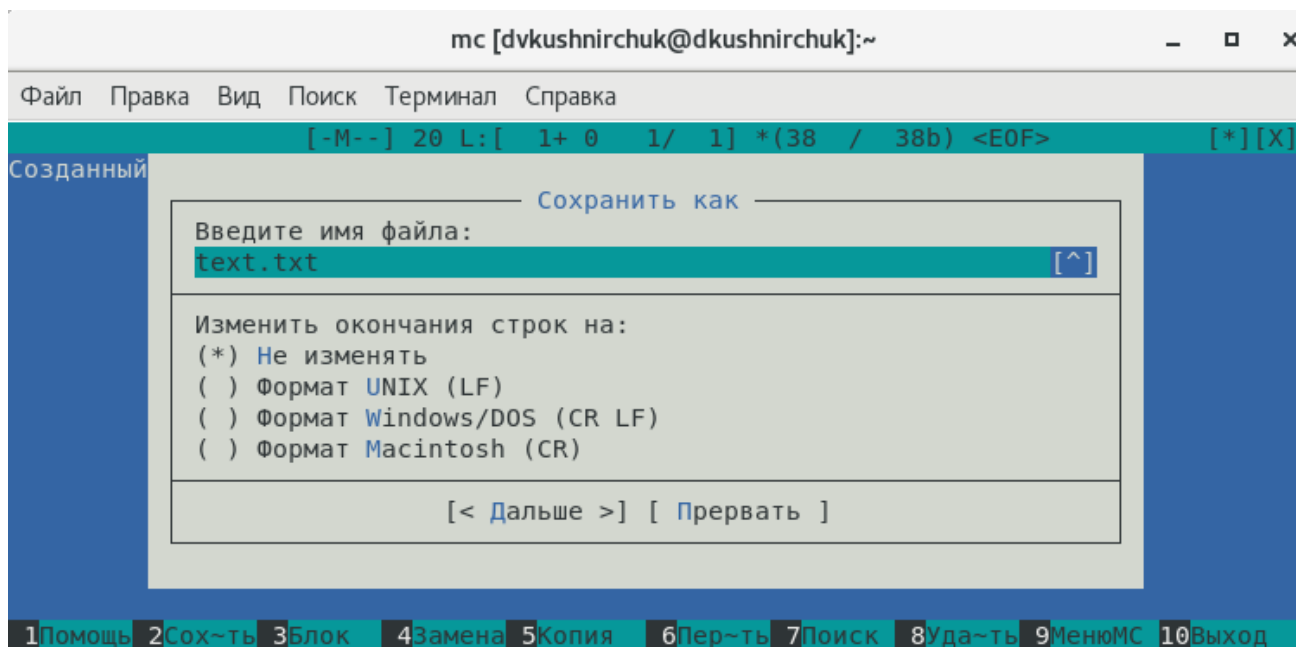 mc [dvkushnirchuk@dkushnirchuk]:~
Файл Правка Вид Поиск Терминал Справка
[-M--] 20 L:[ 1+ 0 1/ 1] *(38 / 38b) <EOF> [*][X]
Созданный
Сохранить как
Введите имя файла:
text.txt [^]
Изменить окончания строк на:
(*) Не изменять
( ) Формат UNIX (LF)
( ) Формат Windows/DOS (CR LF)
( ) Формат Macintosh (CR)
[< Дальше >] [ Прервать ]
1Помощь 2Сох~ть 3Блок 4Замена 5Копия 6Пер~ть 7Поиск 8Уда~ть 9МенюМС 10Выход